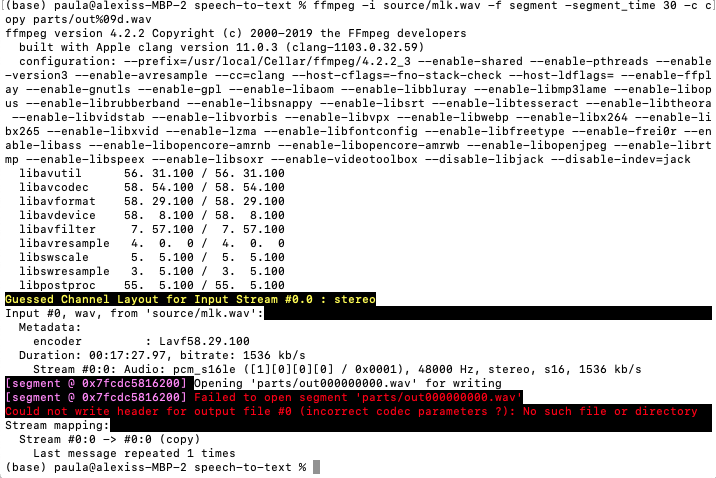 (base) paula@alexiss-MBP-2 speech-to-text % ffmpeg -i source/mlk.wav -f segment -segment_time 30 -c c
opy parts/out%09d.wav
ffmpeg version 4.2.2 Copyright (c) 2000-2019 the FFmpeg developers
  built with Apple clang version 11.0.3 (clang-1103.0.32.59)
  configuration: --prefix=/usr/local/Cellar/ffmpeg/4.2.2_3 --enable-shared --enable-pthreads --enable
-version3 --enable-avresample --cc=clang --host-cflags=-fno-stack-check --host-ldflags= --enable-ffpl
ay --enable-gnutls --enable-gpl --enable-libaom --enable-libbluray --enable-libmp3lame --enable-libop
us --enable-librubberband --enable-libsnappy --enable-libsrt --enable-libtesseract --enable-libtheora
 --enable-libvidstab --enable-libvorbis --enable-libvpx --enable-libwebp --enable-libx264 --enable-li
bx265 --enable-libxvid --enable-lzma --enable-libfontconfig --enable-libfreetype --enable-frei0r --en
able-libass --enable-libopencore-amrnb --enable-libopencore-amrwb --enable-libopenjpeg --enable-librt
mp --enable-libspeex --enable-libsoxr --enable-videotoolbox --disable-libjack --disable-indev=jack
  libavutil      56. 31.100 / 56. 31.100
  libavcodec     58. 54.100 / 58. 54.100
  libavformat    58. 29.100 / 58. 29.100
  libavdevice    58.  8.100 / 58.  8.100
  libavfilter     7. 57.100 /  7. 57.100
  libavresample   4.  0.  0 /  4.  0.  0
  libswscale      5.  5.100 /  5.  5.100
  libswresample   3.  5.100 /  3.  5.100
  libpostproc    55.  5.100 / 55.  5.100
Guessed Channel Layout for Input Stream #0.0 : stereo
Input #0, wav, from 'source/mlk.wav':
  Metadata:
    encoder         : Lavf58.29.100
  Duration: 00:17:27.97, bitrate: 1536 kb/s
    Stream #0:0: Audio: pcm_s16le ([1][0][0][0] / 0x0001), 48000 Hz, stereo, s16, 1536 kb/s
[segment @ 0x7fcdc5816200] Opening 'parts/out000000000.wav' for writing
[segment @ 0x7fcdc5816200] Failed to open segment 'parts/out000000000.wav'
Could not write header for output file #0 (incorrect codec parameters ?): No such file or directory
Stream mapping:
  Stream #0:0 -> #0:0 (copy)
    Last message repeated 1 times
(base) paula@alexiss-MBP-2 speech-to-text %